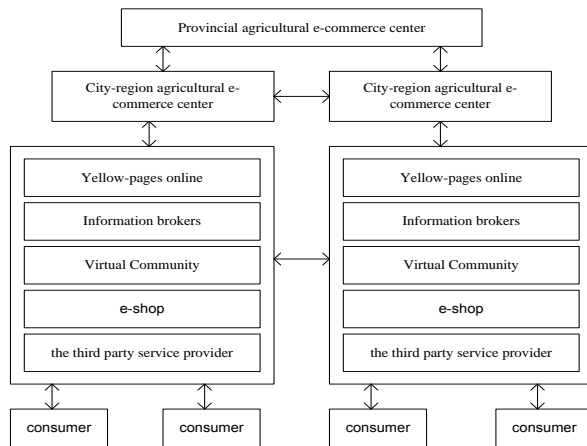 Provincial agricultural e-commerce center
City-region agricultural e-
commerce center
City-region agricultural e-
commerce center
Yellow-pages online
Information brokers
Virtual Community
e-shop
the third party service provider
Yellow-pages online
Information brokers
Virtual Community
e-shop
the third party service provider
consumer
consumer
consumer
consumer